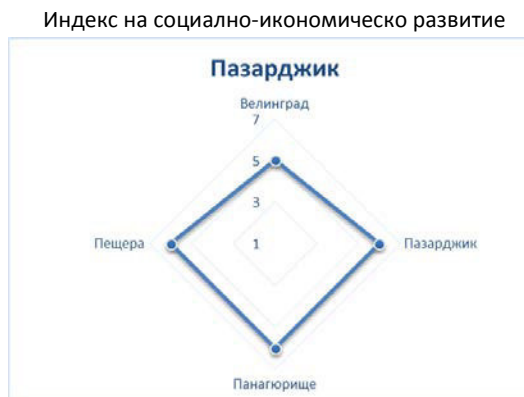 Индекс на социално-икономическо развитие
Пазарджик
Велинград
7
5
3
Пещера
1
Пазарджик
Панагюрище